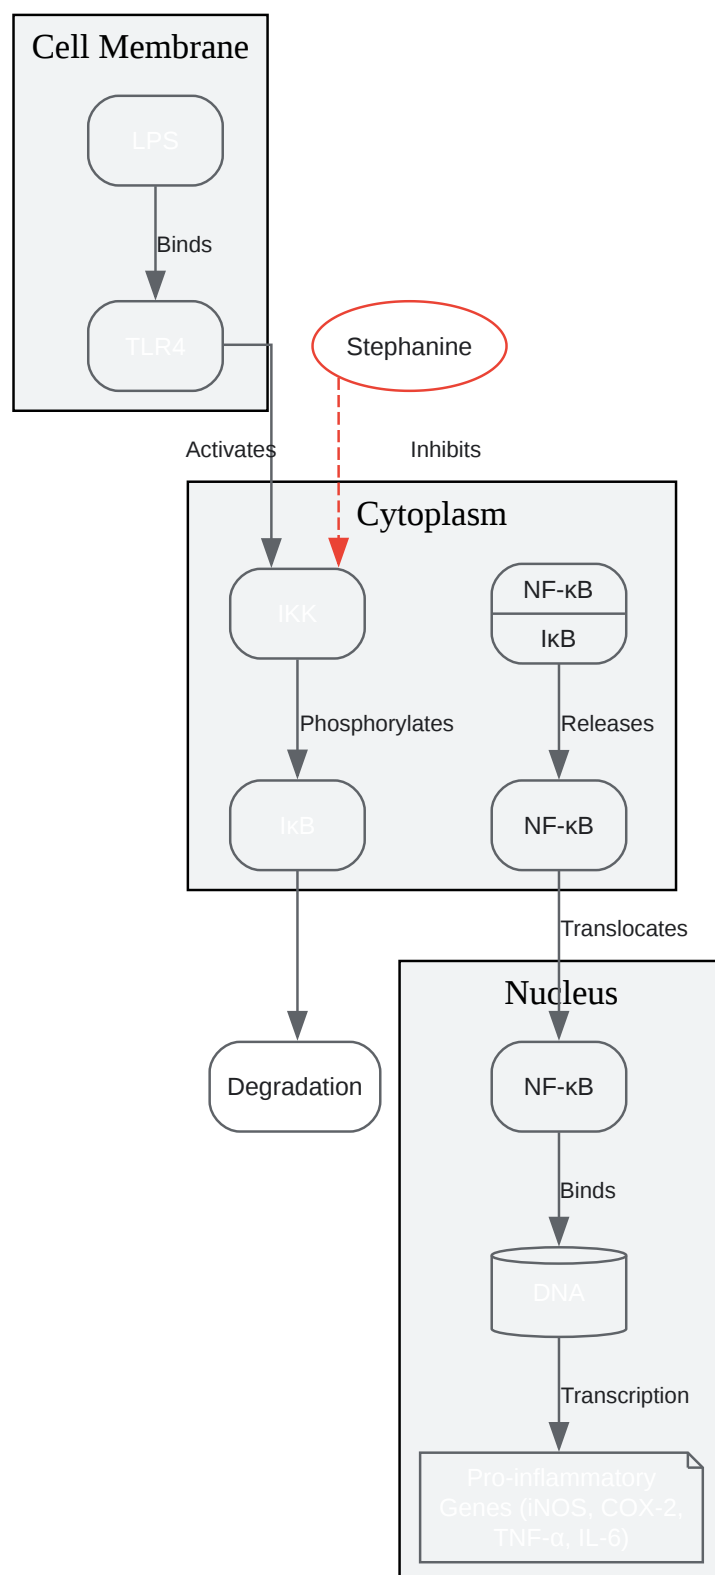 Cell Membrane
LPS
Binds
TLR4
Stephanine
Activates
Inhibits
Cytoplasm
IKK
NF-κB
IκB
Phosphorylates
Releases
IκB
NF-κB
Translocates
Nucleus
Degradation
NF-κB
Binds
DNA
Transcription
Pro-inflammatory
Genes (iNOS, COX-2,
TNF-α, IL-6)